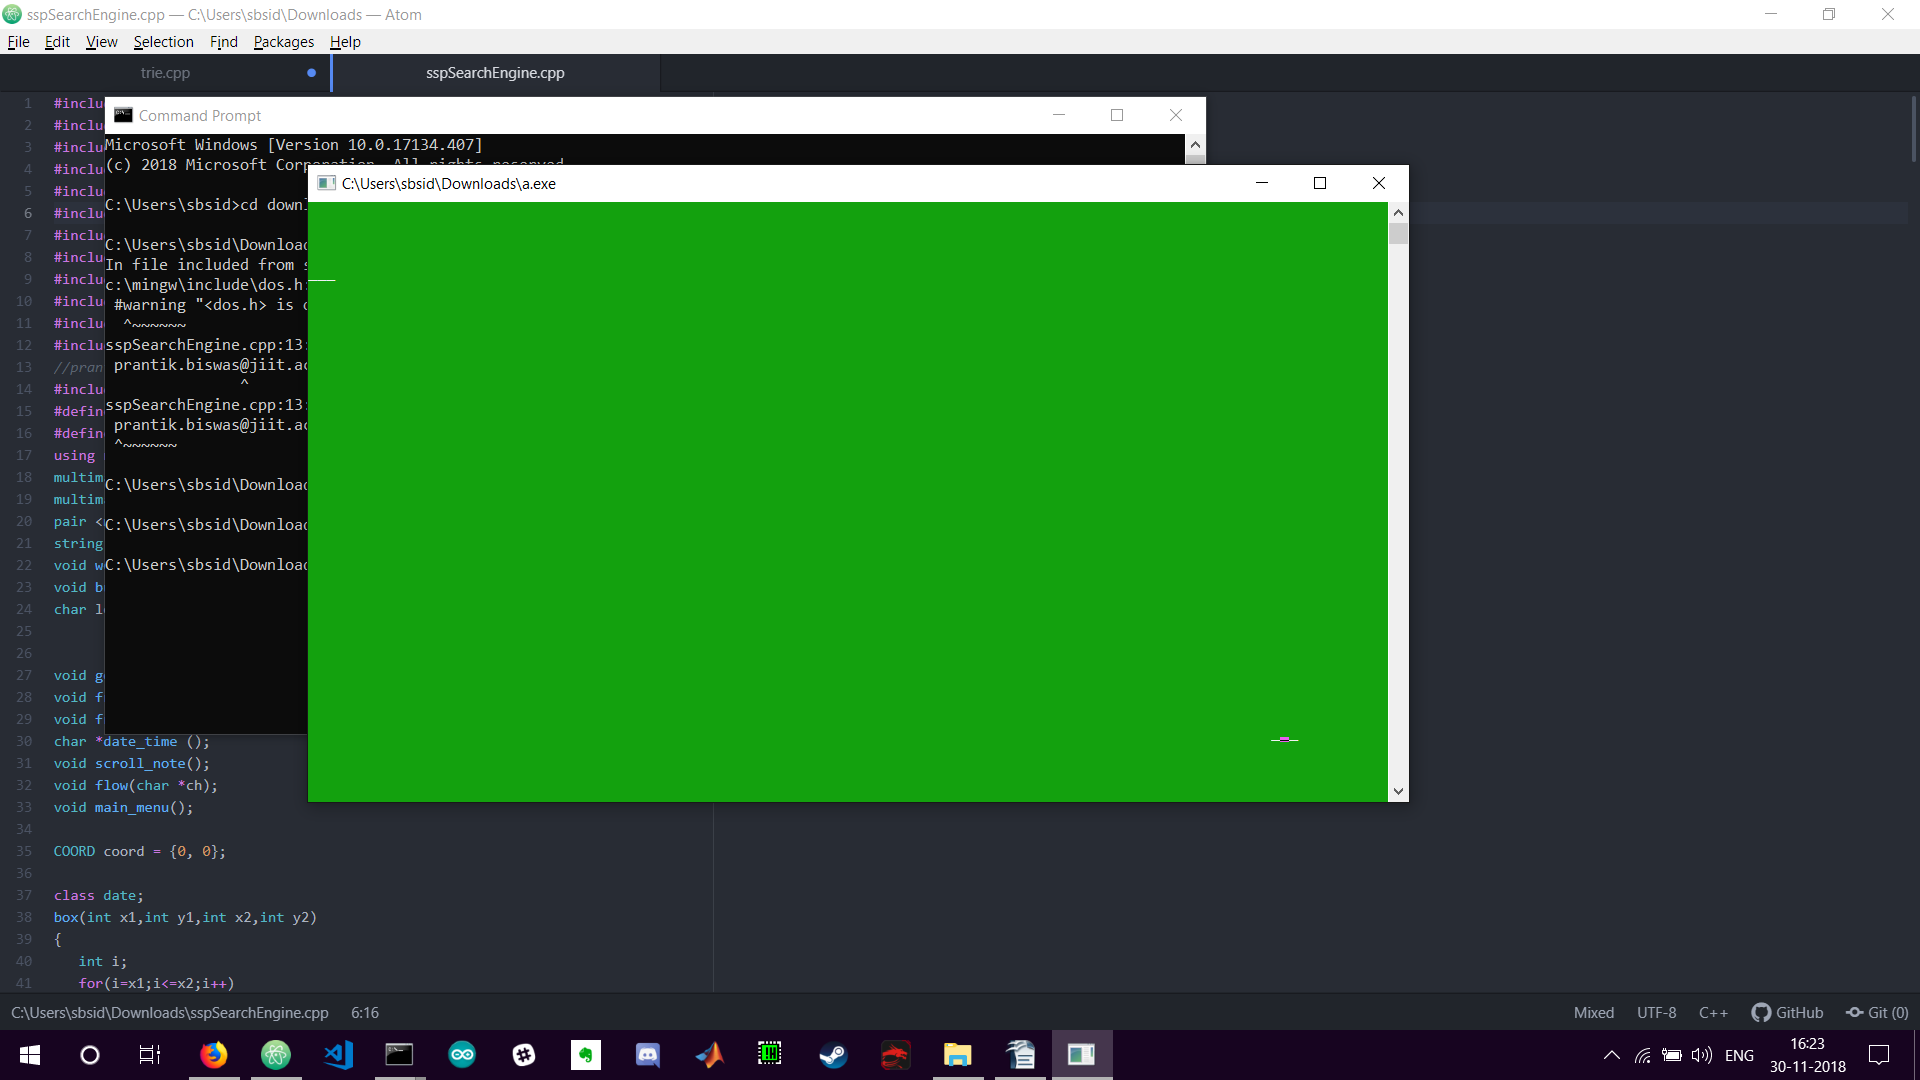 sspSearchEngine.cpp — C:\Users\sbsid\Downloads — Atom
File Edit View Selection Find Packages Help
trie.cpp sspSearchEngine.cpp
Command Prompt
Microsoft Windows [Version 10.0.17134.407]
(c) 2018 Microsoft Corporation. All rights reserved.
C:\Users\sbsid\Downloads\a.exe
C:\Users\sbsid>cd downl
C:\Users\sbsid\Downloa
In file included from
c:\mingw\include\dos.h:
#warning "<dos.h> is
^~~~~~~
sspSearchEngine.cpp:13:
prantik.biswas@jiit.ac
^
sspSearchEngine.cpp:13:
prantik.biswas@jiit.ac
^~~~~~~
C:\Users\sbsid\Downloa
C:\Users\sbsid\Downloa
C:\Users\sbsid\Downloa
1 #inclu
2 #inclu
3 #inclu
4 #inclu
5 #inclu
6 #inclu
7 #inclu
8 #inclu
9 #inclu
10 #inclu
11 #inclu
12 #inclu
13 //pran
14 #inclu
15 #defin
16 #defin
17 using
18 multim
19 multim
20 pair <
21 string
22 void w
23 void b
24 char l
25
26
27 void g
28 void f
29 void f
30 char *date_time ();
31 void scroll_note();
32 void flow(char *ch);
33 void main_menu();
34
35 COORD coord = {0, 0};
36
37 class date;
38 box(int x1,int y1,int x2,int y2)
39 {
40 int i;
41 for(i=x1;i<=x2;i++)
C:\Users\sbsid\Downloads\sspSearchEngine.cpp 6:16 Mixed UTF-8 C++ GitHub Git (0)
ENG 16:23
30-11-2018